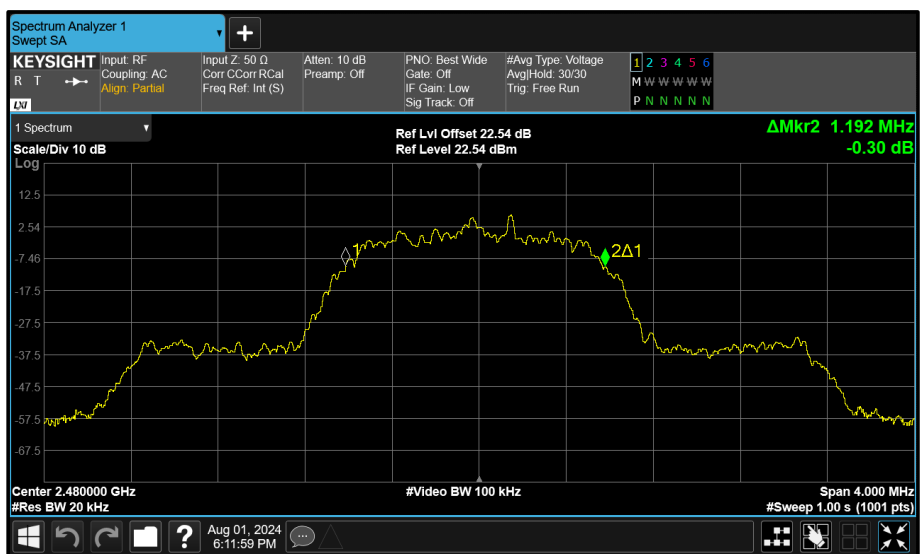 Spectrum Analyzer 1
Swept SA
+
KEYSIGHT
R T
LXI
Input: RF
Coupling: AC
Align: Partial
Input Z: 50 Ω
Corr CCorr RCal
Freq Ref: Int (S)
Atten: 10 dB
Preamp: Off
PNO: Best Wide
Gate: Off
IF Gain: Low
Sig Track: Off
#Avg Type: Voltage
Avg|Hold: 30/30
Trig: Free Run
1 2 3 4 5 6
M W W W W W
P N N N N N
1 Spectrum
Scale/Div 10 dB
Log
Ref Lvl Offset 22.54 dB
Ref Level 22.54 dBm
ΔMkr2 1.192 MHz
-0.30 dB
12.5
2.54
-7.46
-17.5
-27.5
-37.5
-47.5
-57.5
-67.5
1
2Δ1
Center 2.480000 GHz
#Res BW 20 kHz
#Video BW 100 kHz
Span 4.000 MHz
#Sweep 1.00 s (1001 pts)
?
Aug 01, 2024
6:11:59 PM